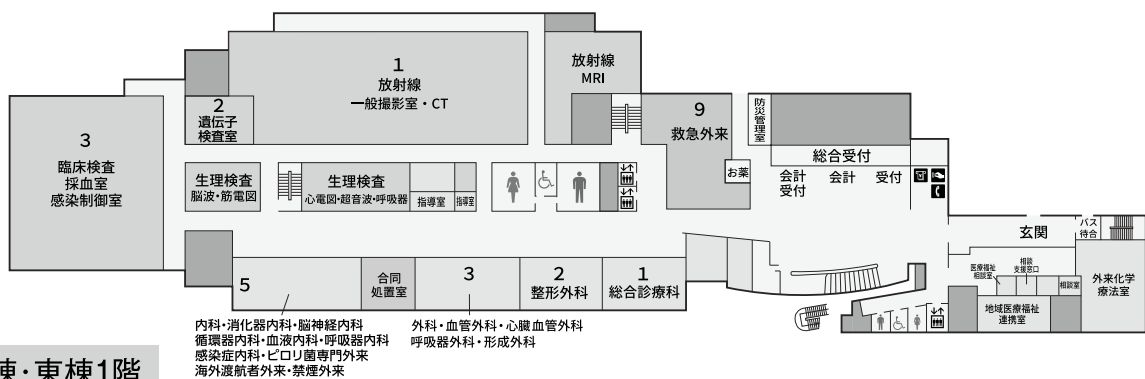 1
放射線
一般撮影室・CT
放射線
MRI
2
遺伝子
検査室
3
臨床検査
採血室
感染制御室
9
救急外来
防災管理室
総合受付
会計
受付
会計
受付
お薬
生理検査
脳波・筋電図
生理検査
心電図・超音波・呼吸器
指導室
指導室
玄関
バス
待合
5
合同
処置室
3
2
整形外科
1
総合診療科
医療福祉
相談室
相談
支援窓口
相談室
外来化学
療法室
地域医療福祉
連携室
内科・消化器内科・脳神経内科
循環器内科・血液内科・呼吸器内科
感染症内科・ピロリ菌専門外来
海外渡航者外来・禁煙外来
外科・血管外科・心臓血管外科
呼吸器外科・形成外科
棟・東棟1階